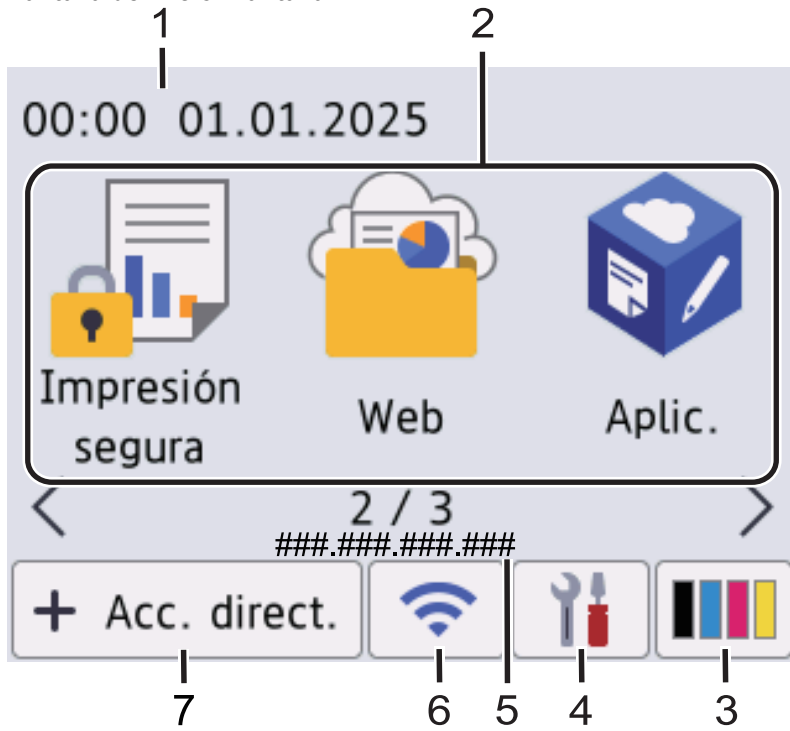 1 2
00:00 01.01.2025
Impresión
segura
Web
Aplic.
< 2 / 3 >
###.###.###.###
+ Acc. direct.
7 6 5 4 3